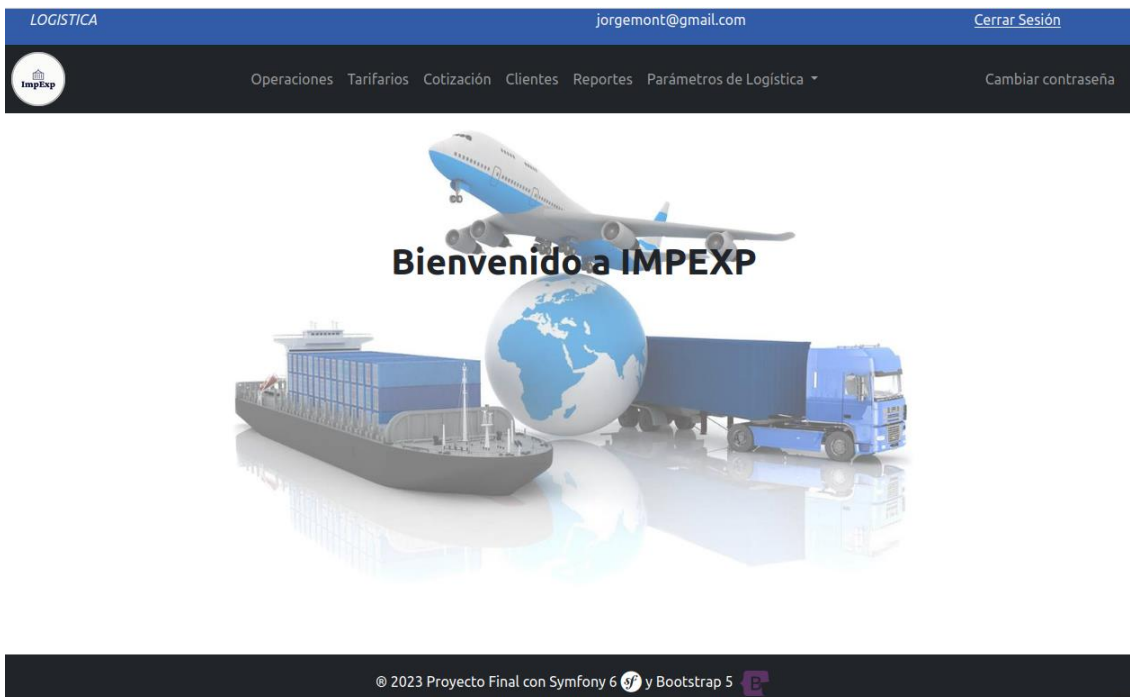 LOGISTICA jorgemont@gmail.com Cerrar Sesión
ImpExp Operaciones Tarifarios Cotización Clientes Reportes Parámetros de Logística Cambiar contraseña
Bienvenido a IMPEXP
® 2023 Proyecto Final con Symfony 6 sf y Bootstrap 5 B